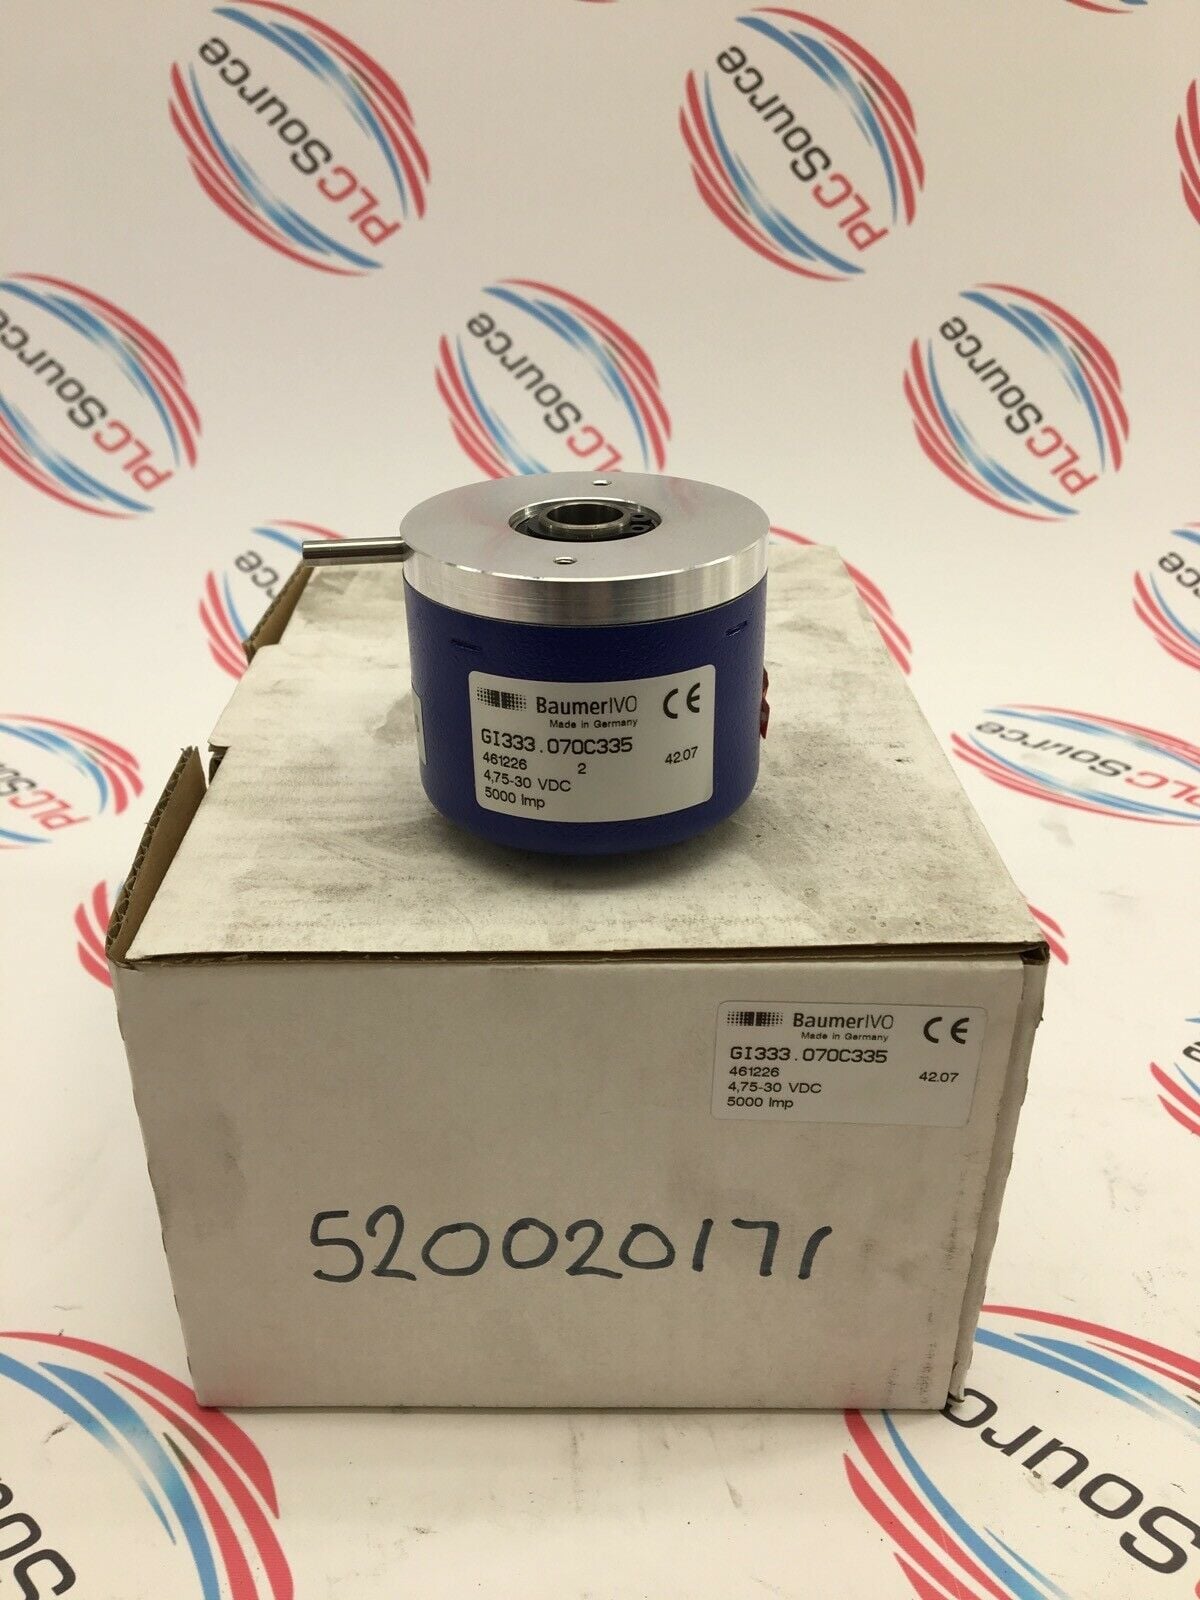 PLCSource
PLCSource
PLCSource
PLCSource
PLCSource
BaumerIVO CE
Made in Germany
GI333.070C335
461226 2 42.07
4,75-30 VDC
5000 Imp
BaumerIVO CE
Made in Germany
GI333.070C335
461226 42.07
4,75-30 VDC
5000 Imp
520020171